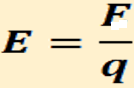 E = F/q